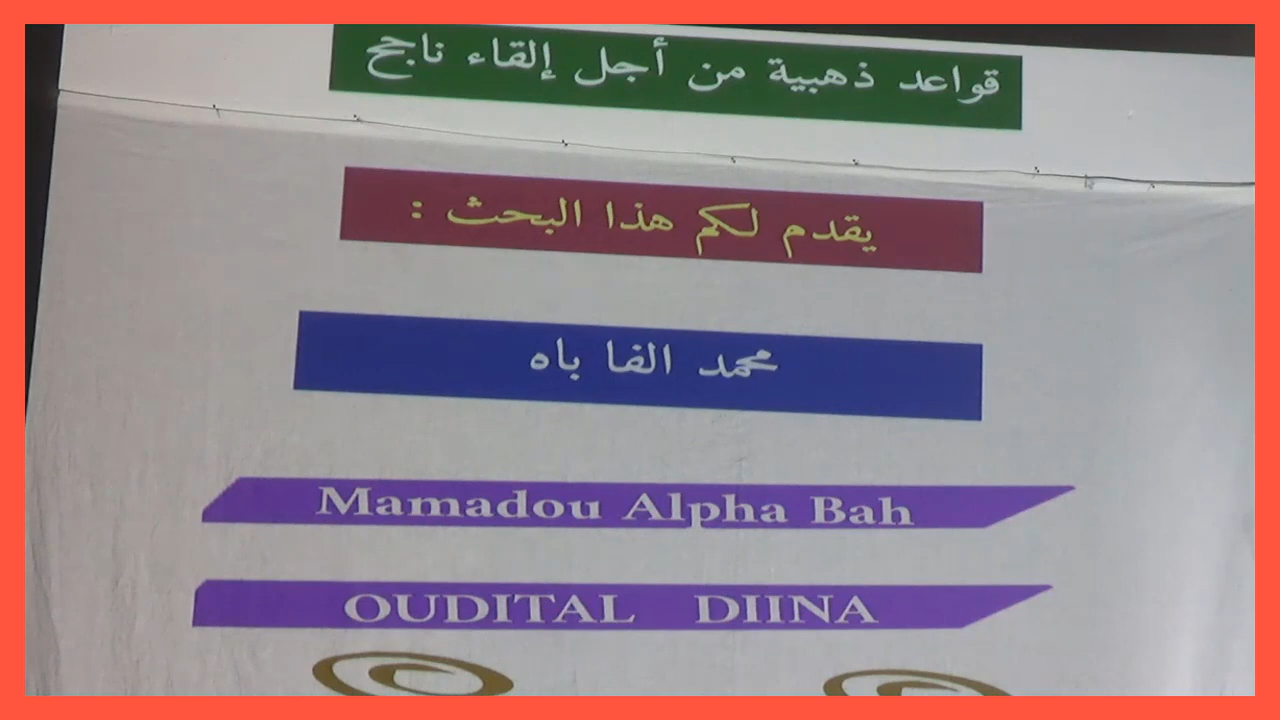 قواعد ذهبية من أجل إلقاء ناجح
يقدم لكم هذا البحث :
محمد الفا باه
Mamadou Alpha Bah
OUDITAL DIINA